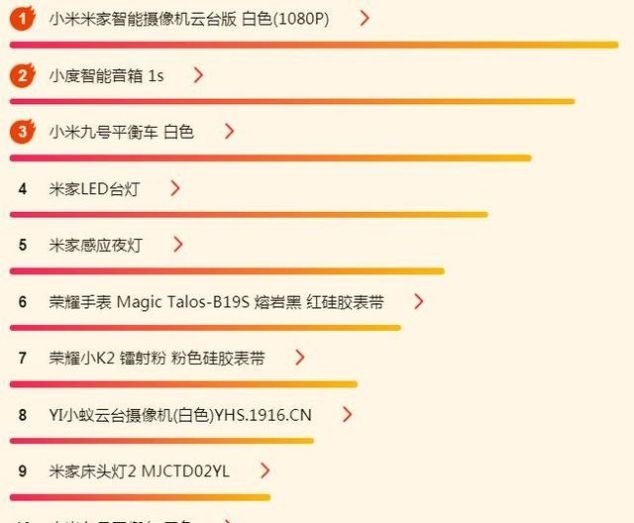 1 小米米家智能摄像机云台版 白色(1080P)
2 小度智能音箱 1s
3 小米九号平衡车 白色
4 米家LED台灯
5 米家感应夜灯
6 荣耀手表 Magic Talos-B19S 熔岩黑 红硅胶表带
7 荣耀小K2 镭射粉 粉色硅胶表带
8 YI小蚁云台摄像机(白色)YHS.1916.CN
9 米家床头灯2 MJCTD02YL